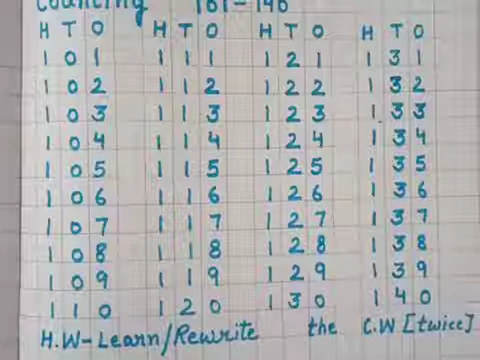 Counting 101-140
H T O H T O H T O H T O
1 0 1 1 1 1 1 2 1 1 3 1
1 0 2 1 1 2 1 2 2 1 3 2
1 0 3 1 1 3 1 2 3 1 3 3
1 0 4 1 1 4 1 2 4 1 3 4
1 0 5 1 1 5 1 2 5 1 3 5
1 0 6 1 1 6 1 2 6 1 3 6
1 0 7 1 1 7 1 2 7 1 3 7
1 0 8 1 1 8 1 2 8 1 3 8
1 0 9 1 1 9 1 2 9 1 3 9
1 1 0 1 2 0 1 3 0 1 4 0
H.W-Learn/Rewrite the C.W [twice]